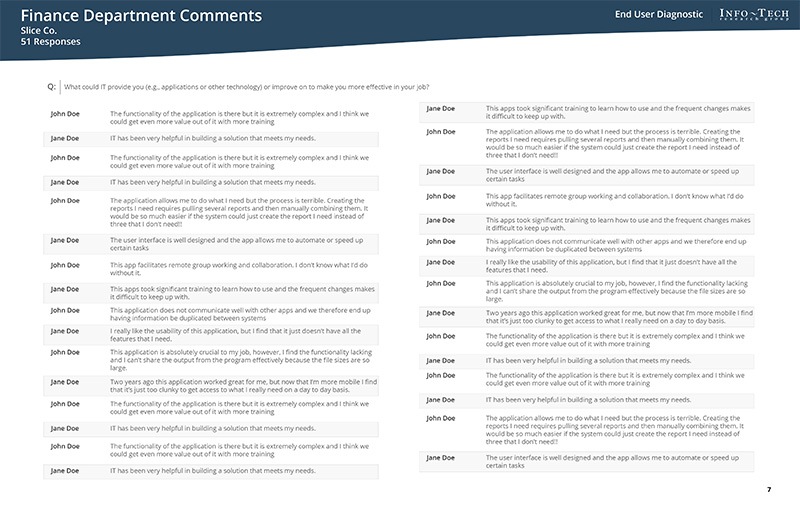 Finance Department Comments
Slice Co.
51 Responses
End User Diagnostic
INFO~TECH
research group
Q: What could IT provide you (e.g., applications or other technology) or improve on to make you more effective in your job?
John Doe The functionality of the application is there but it is extremely complex and I think we
could get even more value out of it with more training
Jane Doe IT has been very helpful in building a solution that meets my needs.
John Doe The functionality of the application is there but it is extremely complex and I think we
could get even more value out of it with more training
Jane Doe IT has been very helpful in building a solution that meets my needs.
John Doe The application allows me to do what I need but the process is terrible. Creating the
reports I need requires pulling several reports and then manually combining them. It
would be so much easier if the system could just create the report I need instead of
three that I don't need!!
Jane Doe The user interface is well designed and the app allows me to automate or speed up
certain tasks
John Doe This app facilitates remote group working and collaboration. I don't know what I'd do
without it.
Jane Doe This apps took significant training to learn how to use and the frequent changes makes
it difficult to keep up with.
John Doe This application does not communicate well with other apps and we therefore end up
having information be duplicated between systems
Jane Doe I really like the usability of this application, but I find that it just doesn't have all the
features that I need.
John Doe This application is absolutely crucial to my job, however, I find the functionality lacking
and I can't share the output from the program effectively because the file sizes are so
large.
Jane Doe Two years ago this application worked great for me, but now that I'm more mobile I find
that it's just too clunky to get access to what I really need on a day to day basis.
John Doe The functionality of the application is there but it is extremely complex and I think we
could get even more value out of it with more training
Jane Doe IT has been very helpful in building a solution that meets my needs.
John Doe The functionality of the application is there but it is extremely complex and I think we
could get even more value out of it with more training
Jane Doe IT has been very helpful in building a solution that meets my needs.
Jane Doe This apps took significant training to learn how to use and the frequent changes makes
it difficult to keep up with.
John Doe The application allows me to do what I need but the process is terrible. Creating the
reports I need requires pulling several reports and then manually combining them. It
would be so much easier if the system could just create the report I need instead of
three that I don't need!!
Jane Doe The user interface is well designed and the app allows me to automate or speed up
certain tasks
John Doe This app facilitates remote group working and collaboration. I don't know what I'd do
without it.
Jane Doe This apps took significant training to learn how to use and the frequent changes makes
it difficult to keep up with.
John Doe This application does not communicate well with other apps and we therefore end up
having information be duplicated between systems
Jane Doe I really like the usability of this application, but I find that it just doesn't have all the
features that I need.
John Doe This application is absolutely crucial to my job, however, I find the functionality lacking
and I can't share the output from the program effectively because the file sizes are so
large.
Jane Doe Two years ago this application worked great for me, but now that I'm more mobile I find
that it's just too clunky to get access to what I really need on a day to day basis.
John Doe The functionality of the application is there but it is extremely complex and I think we
could get even more value out of it with more training
Jane Doe IT has been very helpful in building a solution that meets my needs.
John Doe The functionality of the application is there but it is extremely complex and I think we
could get even more value out of it with more training
Jane Doe IT has been very helpful in building a solution that meets my needs.
John Doe The application allows me to do what I need but the process is terrible. Creating the
reports I need requires pulling several reports and then manually combining them. It
would be so much easier if the system could just create the report I need instead of
three that I don't need!!
Jane Doe The user interface is well designed and the app allows me to automate or speed up
certain tasks
7